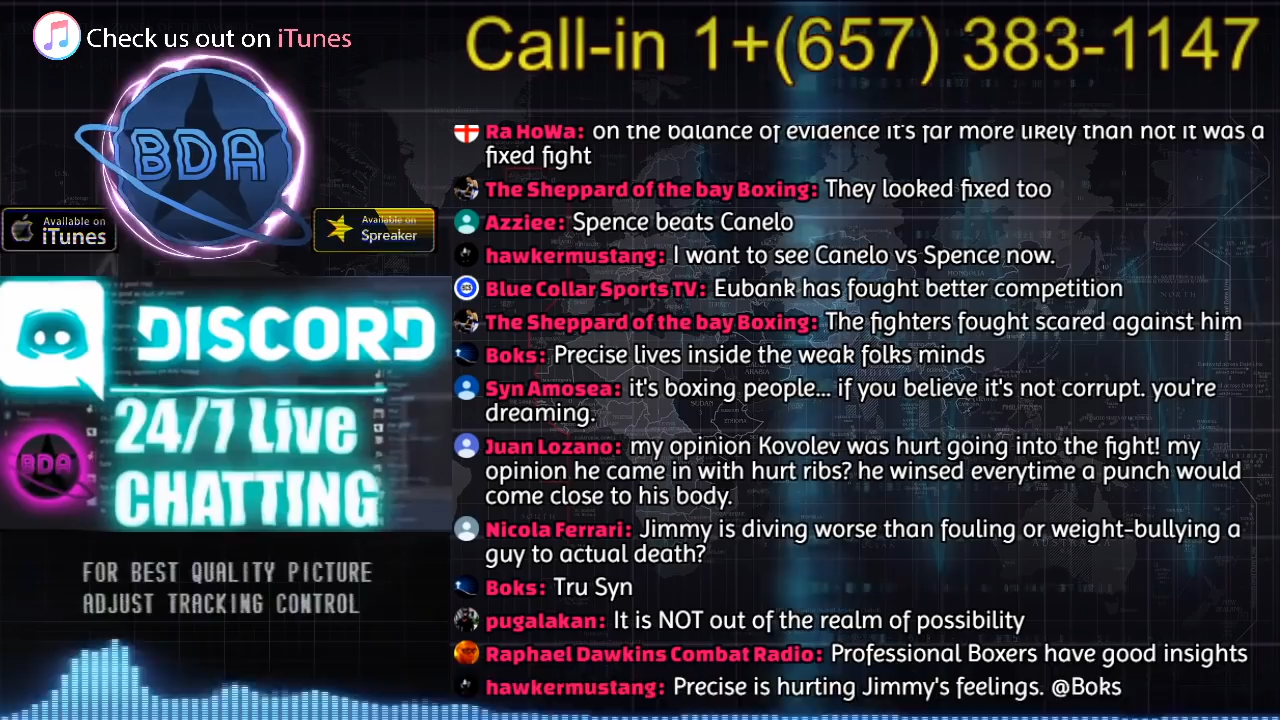 Check us out on iTunes
Call-in 1+(657) 383-1147
BDA
Available on
iTunes
Available on
Spreaker
DISCORD
24/7 Live
CHATTING
BDA
FOR BEST QUALITY PICTURE
ADJUST TRACKING CONTROL
Ra HoWa: on the balance of evidence it's far more likely than not it was a
fixed fight
The Sheppard of the bay Boxing: They looked fixed too
Azziee: Spence beats Canelo
hawkermustang: I want to see Canelo vs Spence now.
Blue Collar Sports TV: Eubank has fought better competition
The Sheppard of the bay Boxing: The fighters fought scared against him
Boks: Precise lives inside the weak folks minds
Syn Amosea: it's boxing people... if you believe it's not corrupt. you're
dreaming.
Juan Lozano: my opinion Kovolev was hurt going into the fight! my
opinion he came in with hurt ribs? he winsed everytime a punch would
come close to his body.
Nicola Ferrari: Jimmy is diving worse than fouling or weight-bullying a
guy to actual death?
Boks: Tru Syn
pugalakan: It is NOT out of the realm of possibility
Raphael Dawkins Combat Radio: Professional Boxers have good insights
hawkermustang: Precise is hurting Jimmy's feelings. @Boks